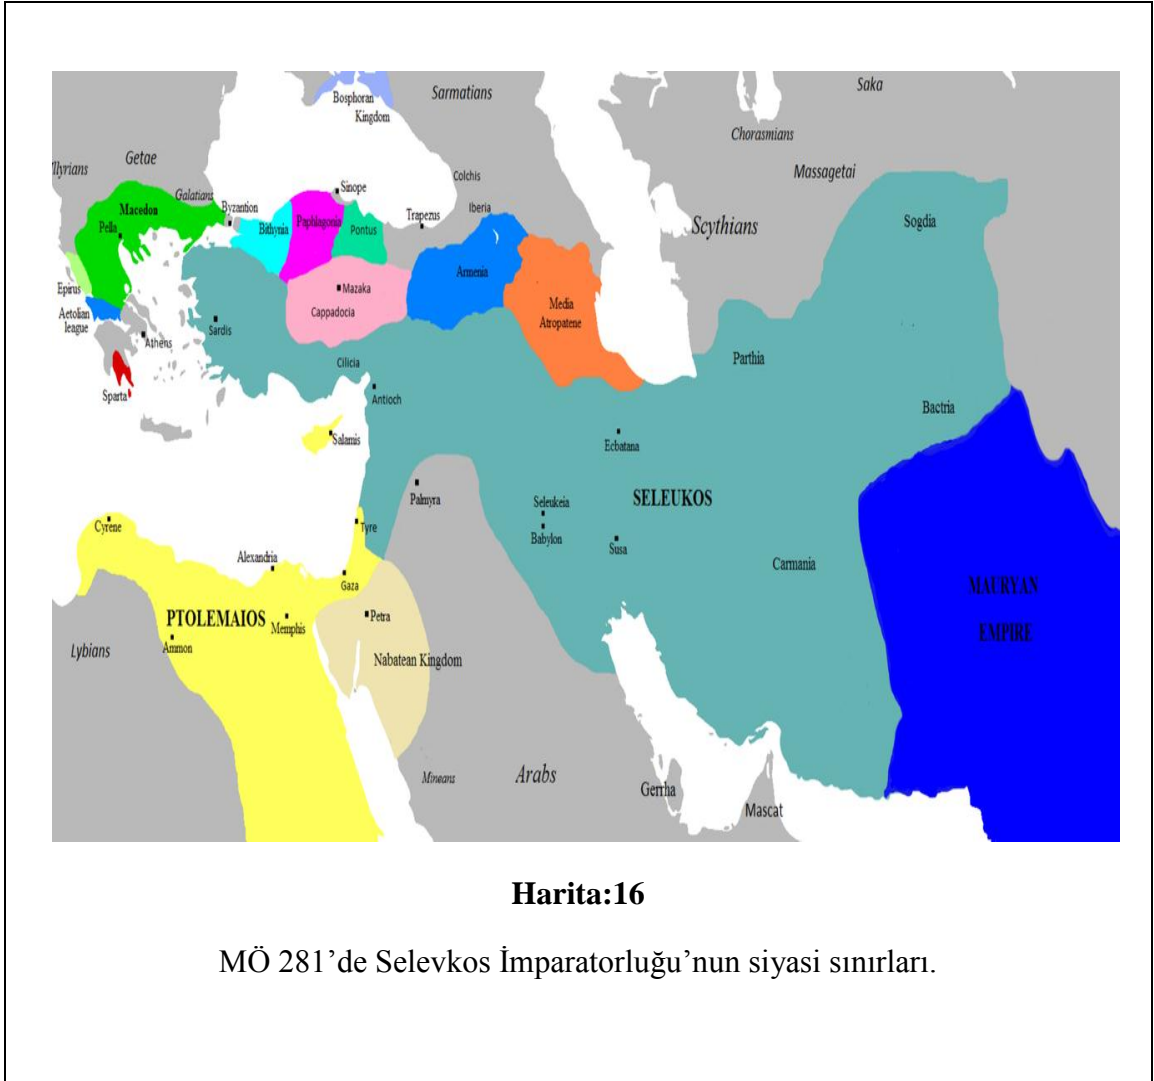 Saka
Bosphoran
Kingdom
Sarmatians
Chorasmians
Massagetai
Getae
Illyrians
Galatians
Colchis
Sinope
Byzantion
Macedon
Pella
Iberia
Trapezus
Paphlagonia
Bithynia
Pontus
Scythians
Sogdia
Armenia
Epirus
Mazaka
Cappadocia
Media
Atropatene
Aetolian
league
Sardis
Athens
Parthia
Cilicia
Sparta
Antioch
Bactria
Salamis
Ecbatana
Palmyra
SELEUKOS
Seleukeia
Babylon
Susa
Cyrene
Tyre
Alexandria
Gaza
Carmania
MAURYAN
EMPIRE
PTOLEMAIOS
Memphis
Petra
Ammon
Lybians
Nabatean Kingdom
Mineans
Arabs
Gerrha
Mascat
Harita:16
MÖ 281’de Selevkos İmparatorluğu’nun siyasi sınırları.